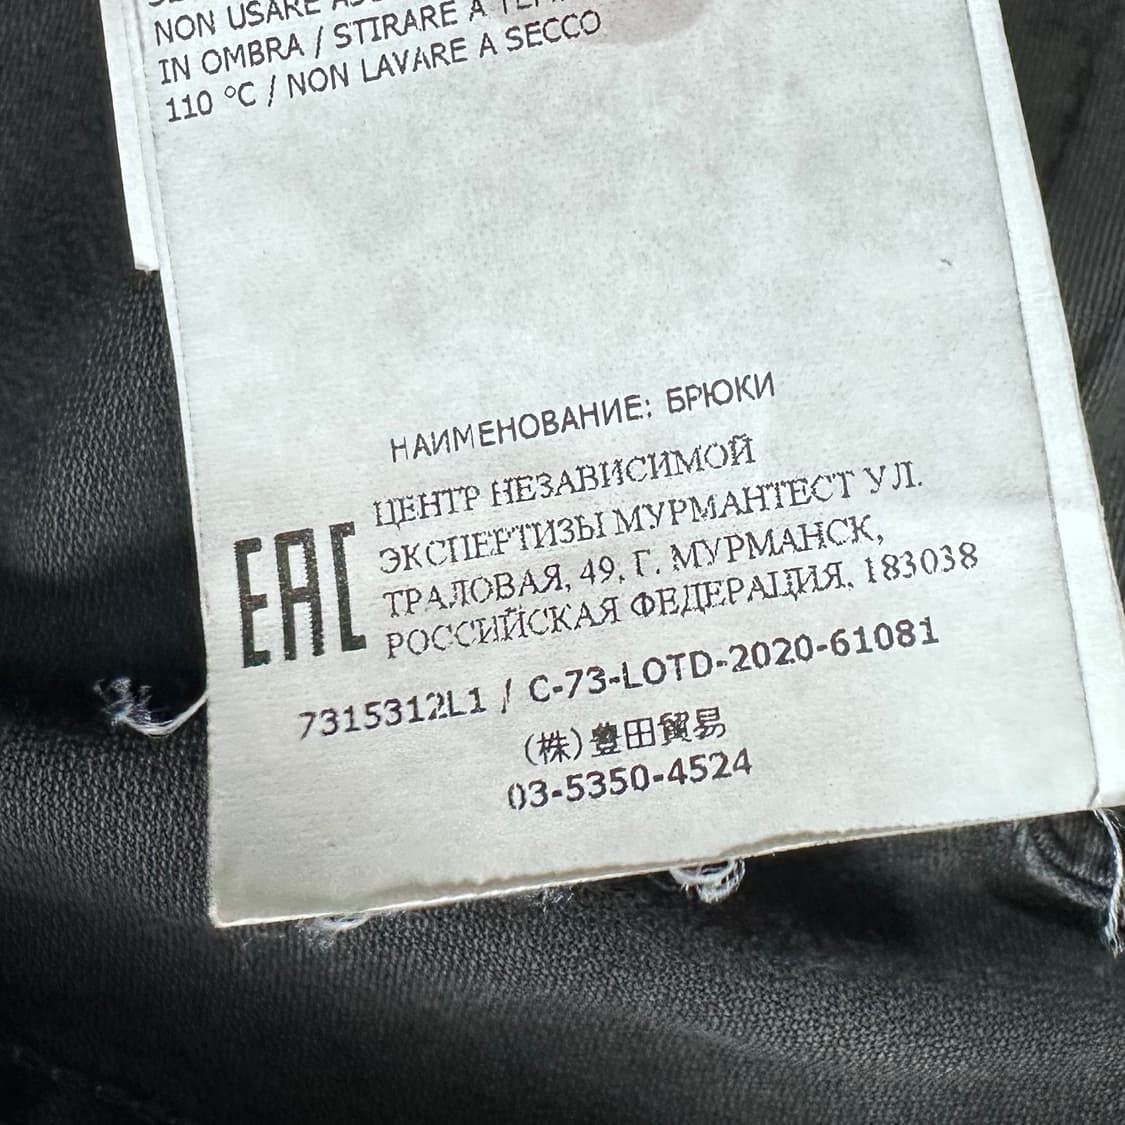 NON USARE
IN OMBRA / STIRARE A
110 °C / NON LAVARE A SECCO
НАИМЕНОВАНИЕ: БРЮКИ
ЦЕНТР НЕЗАВИСИМОЙ
ЭКСПЕРТИЗЫ МУРМАНТЕСТ УЛ.
ТРАЛОВАЯ, 49, Г. МУРМАНСК,
РОССИЙСКАЯ ФЕДЕРАЦИЯ, 183038
EAC
7315312L1 / C-73-LOTD-2020-61081
(株)豊田貿易
03-5350-4524